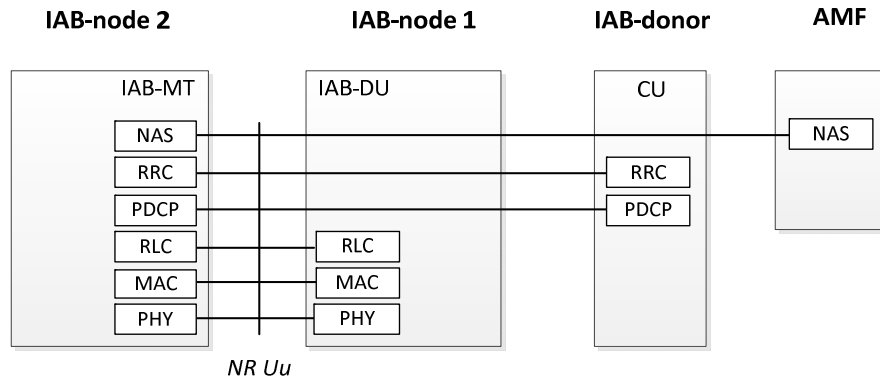 IAB-node 2 IAB-node 1 IAB-donor AMF
IAB-MT IAB-DU CU
NAS NAS
RRC RRC
PDCP PDCP
RLC RLC
MAC MAC
PHY PHY
NR Uu